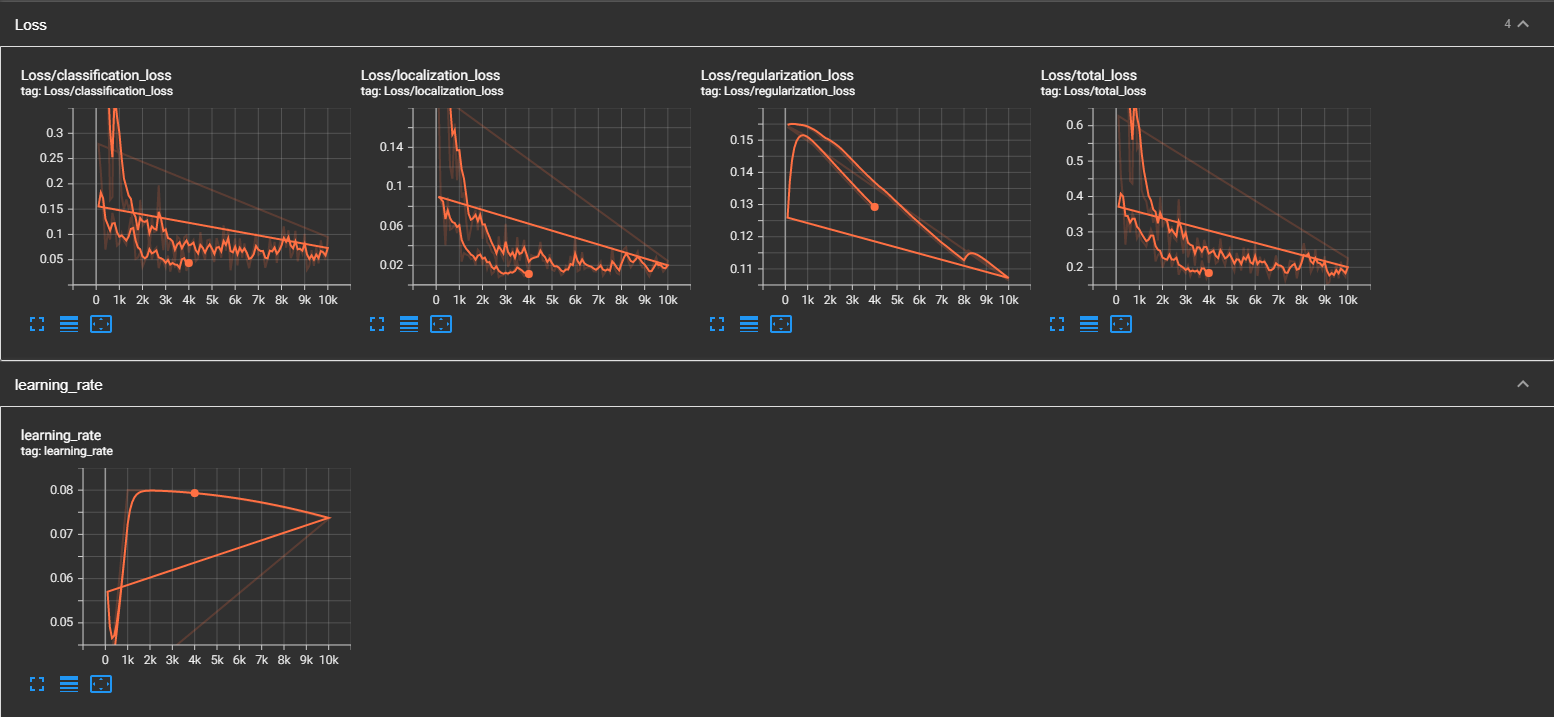 Loss
4
Loss/classification_loss
tag: Loss/classification_loss
0.3
0.25
0.2
0.15
0.1
0.05
0 1k 2k 3k 4k 5k 6k 7k 8k 9k 10k
Loss/localization_loss
tag: Loss/localization_loss
0.14
0.1
0.06
0.02
0 1k 2k 3k 4k 5k 6k 7k 8k 9k 10k
Loss/regularization_loss
tag: Loss/regularization_loss
0.15
0.14
0.13
0.12
0.11
0 1k 2k 3k 4k 5k 6k 7k 8k 9k 10k
Loss/total_loss
tag: Loss/total_loss
0.6
0.5
0.4
0.3
0.2
0 1k 2k 3k 4k 5k 6k 7k 8k 9k 10k
learning_rate
learning_rate
tag: learning_rate
0.08
0.07
0.06
0.05
0 1k 2k 3k 4k 5k 6k 7k 8k 9k 10k